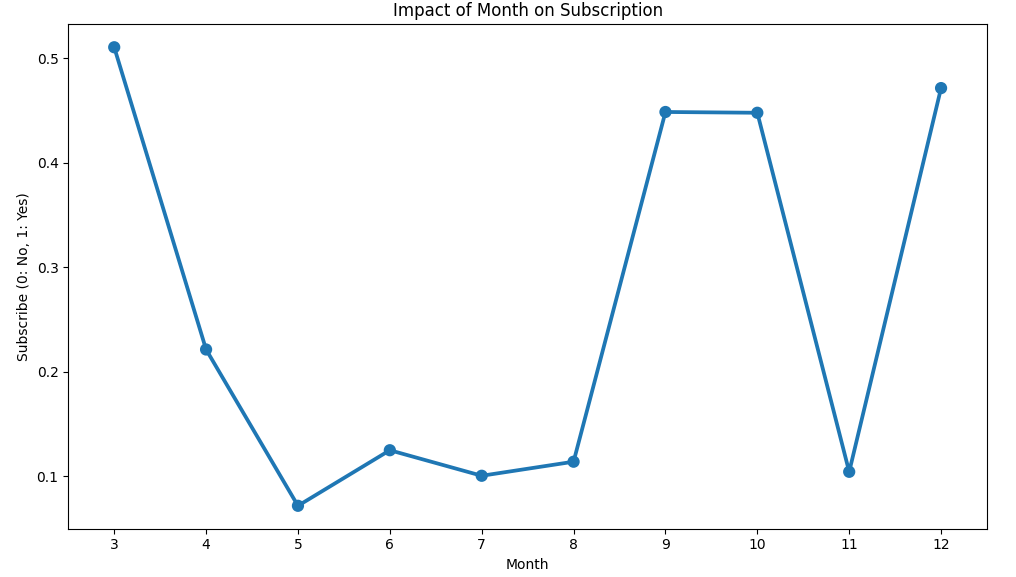 Impact of Month on Subscription
Subscribe (0: No, 1: Yes)
0.5
0.4
0.3
0.2
0.1
3 4 5 6 7 8 9 10 11 12
Month